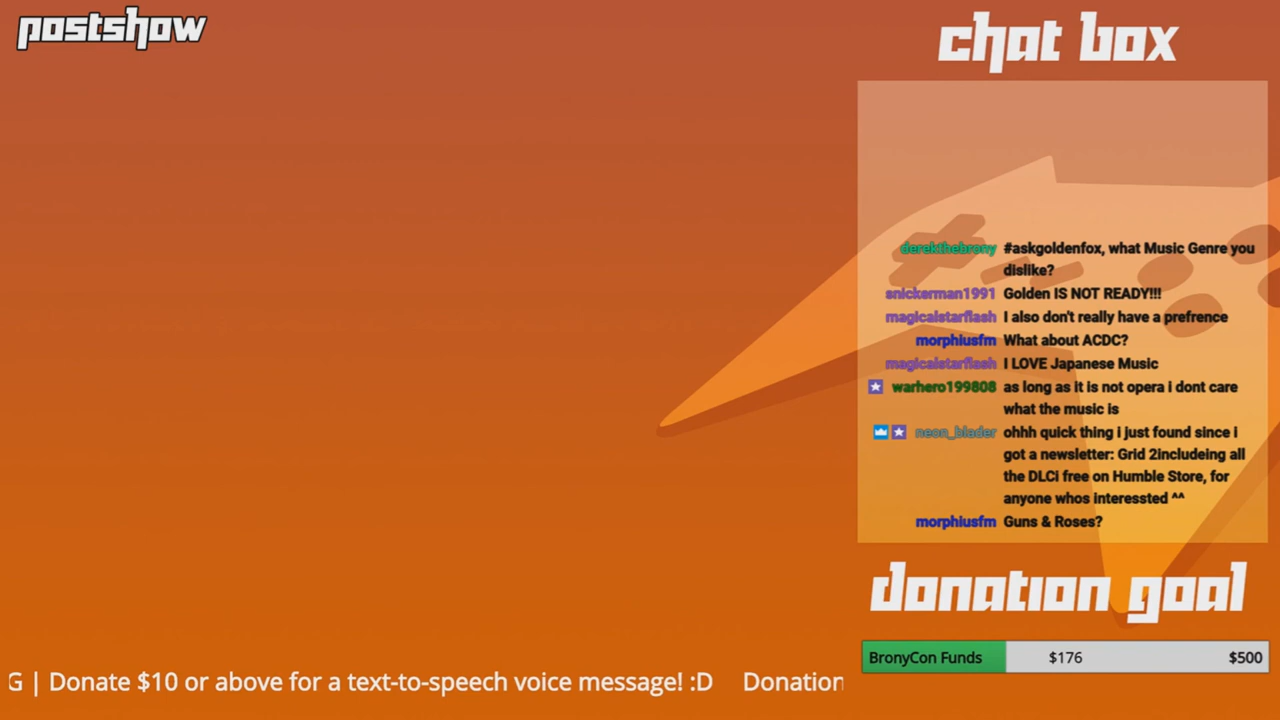 postshow
chat box
derekthebrony #askgoldenfox, what Music Genre you
dislike?
snickerman1991 Golden IS NOT READY!!!
magicalstarflash I also don't really have a prefrence
morphiusfm What about ACDC?
magicalstarflash I LOVE Japanese Music
warhero199808 as long as it is not opera i dont care
what the music is
neon_blader ohhh quick thing i just found since i
got a newsletter: Grid 2includeing all
the DLCi free on Humble Store, for
anyone whos interessted ^^
morphiusfm Guns & Roses?
donation goal
BronyCon Funds $176 $500
G | Donate $10 or above for a text-to-speech voice message! :D Donation